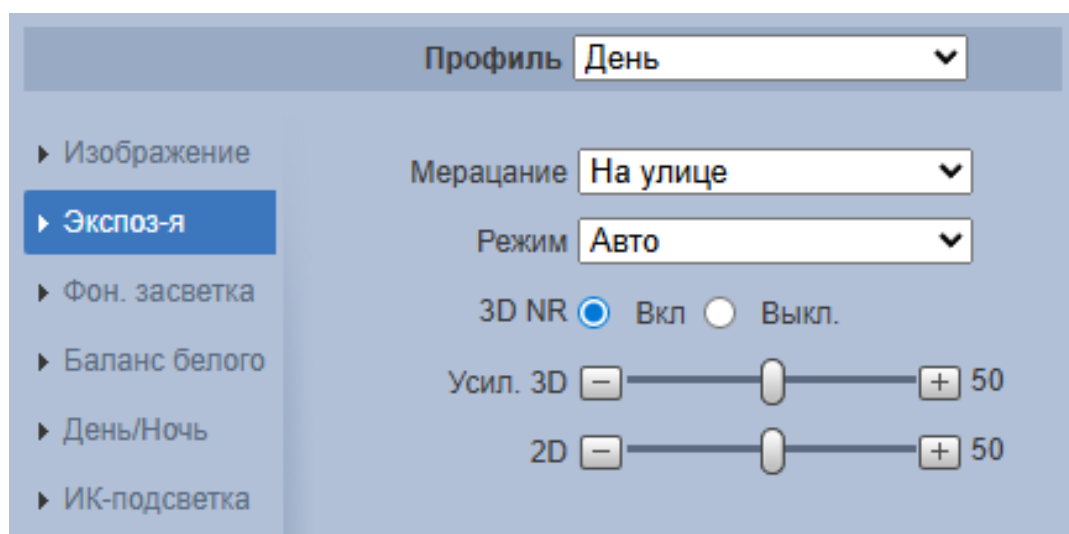 Профиль День
Изображение
Экспоз-я
Фон. засветка
Баланс белого
День/Ночь
ИК-подсветка
Мерацание На улице
Режим Авто
3D NR Вкл Выкл.
Усил. 3D 50
2D 50